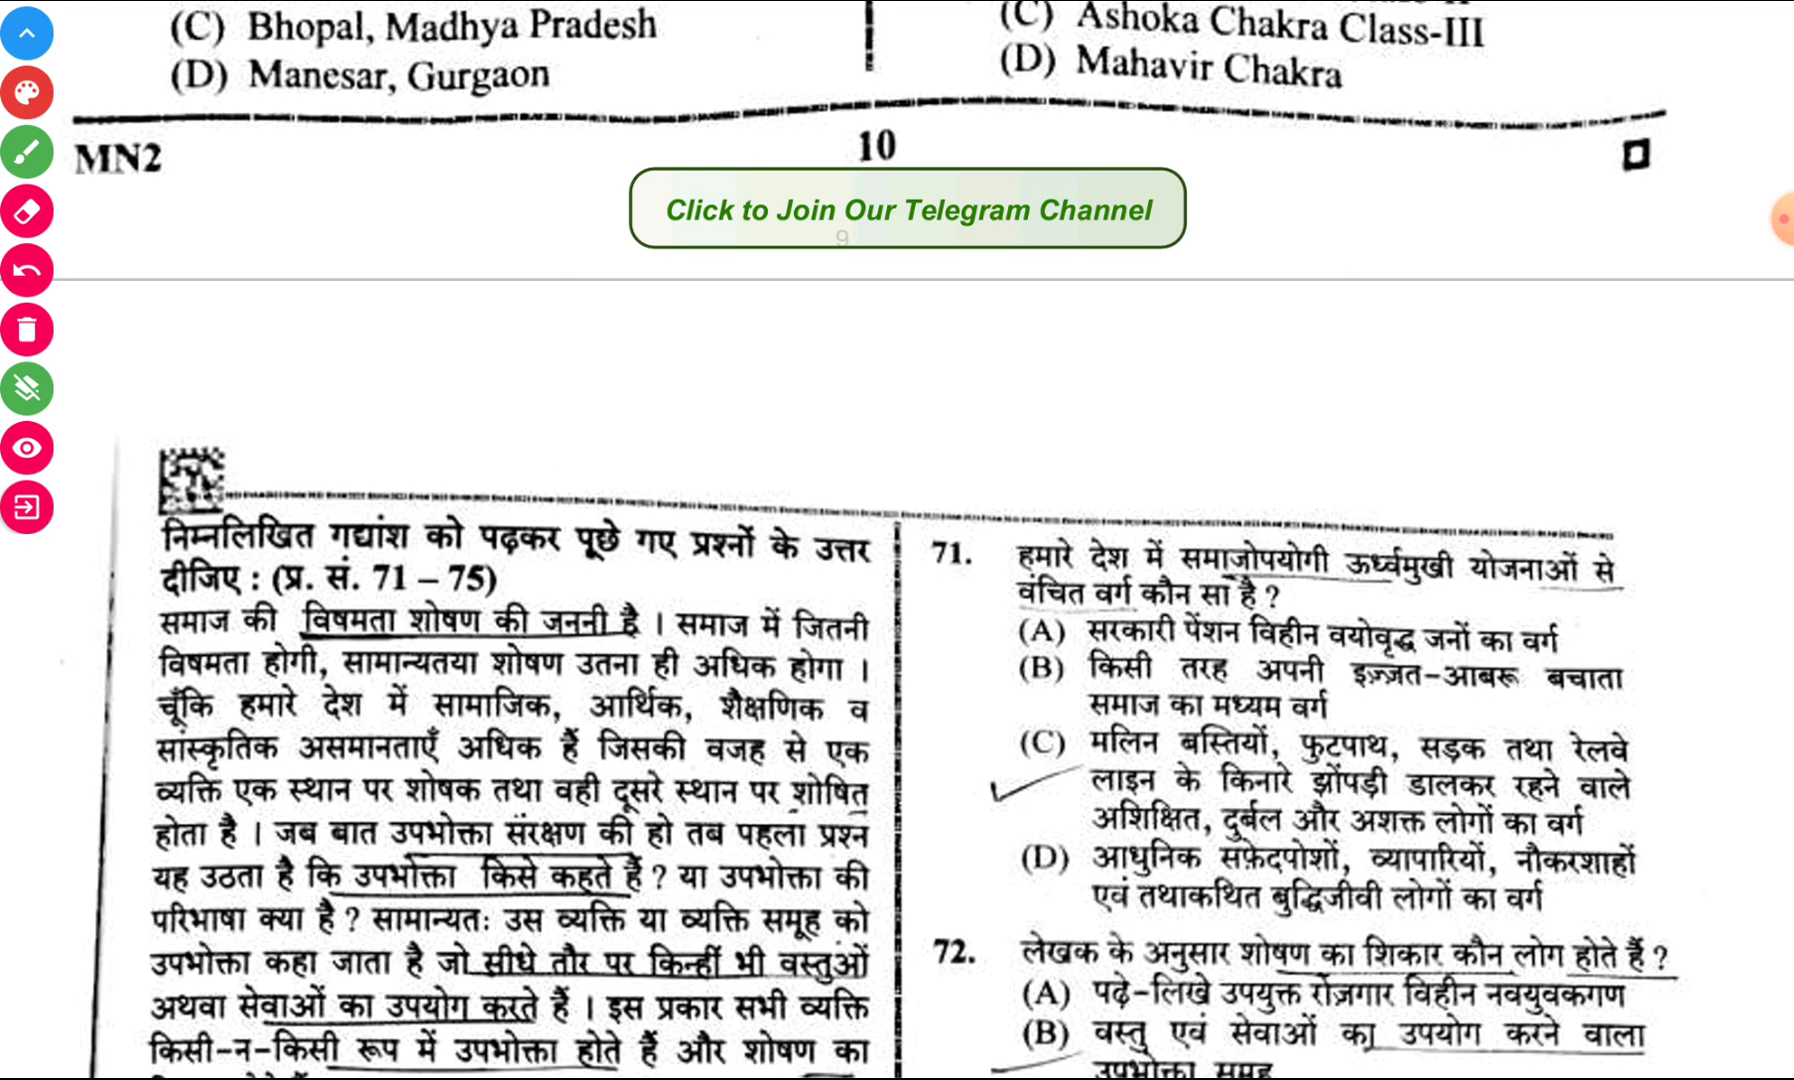 (C) Bhopal, Madhya Pradesh
(D) Manesar, Gurgaon
(C) Ashoka Chakra Class-III
(D) Mahavir Chakra
MN2
10
Click to Join Our Telegram Channel
9
निम्नलिखित गद्यांश को पढ़कर पूछे गए प्रश्नों के उत्तर
दीजिए : (प्र. सं. 71 – 75)
समाज की विषमता शोषण की जननी है । समाज में जितनी
विषमता होगी, सामान्यतया शोषण उतना ही अधिक होगा ।
चूँकि हमारे देश में सामाजिक, आर्थिक, शैक्षणिक व
सांस्कृतिक असमानताएँ अधिक हैं जिसकी वजह से एक
व्यक्ति एक स्थान पर शोषक तथा वही दूसरे स्थान पर शोषित
होता है । जब बात उपभोक्ता संरक्षण की हो तब पहला प्रश्न
यह उठता है कि उपभोक्ता किसे कहते हैं ? या उपभोक्ता की
परिभाषा क्या है ? सामान्यतः उस व्यक्ति या व्यक्ति समूह को
उपभोक्ता कहा जाता है जो सीधे तौर पर किन्हीं भी वस्तुओं
अथवा सेवाओं का उपयोग करते हैं । इस प्रकार सभी व्यक्ति
किसी-न-किसी रूप में उपभोक्ता होते हैं और शोषण का
71. हमारे देश में समाजोपयोगी ऊर्ध्वमुखी योजनाओं से
वंचित वर्ग कौन सा है ?
(A) सरकारी पेंशन विहीन वयोवृद्ध जनों का वर्ग
(B) किसी तरह अपनी इज़्ज़त-आबरू बचाता
समाज का मध्यम वर्ग
(C) मलिन बस्तियों, फुटपाथ, सड़क तथा रेलवे
लाइन के किनारे झोंपड़ी डालकर रहने वाले
अशिक्षित, दुर्बल और अशक्त लोगों का वर्ग
(D) आधुनिक सफ़ेदपोशों, व्यापारियों, नौकरशाहों
एवं तथाकथित बुद्धिजीवी लोगों का वर्ग
72. लेखक के अनुसार शोषण का शिकार कौन लोग होते हैं ?
(A) पढ़े-लिखे उपयुक्त रोज़गार विहीन नवयुवकगण
(B) वस्तु एवं सेवाओं का उपयोग करने वाला
उपभोक्ता समूह